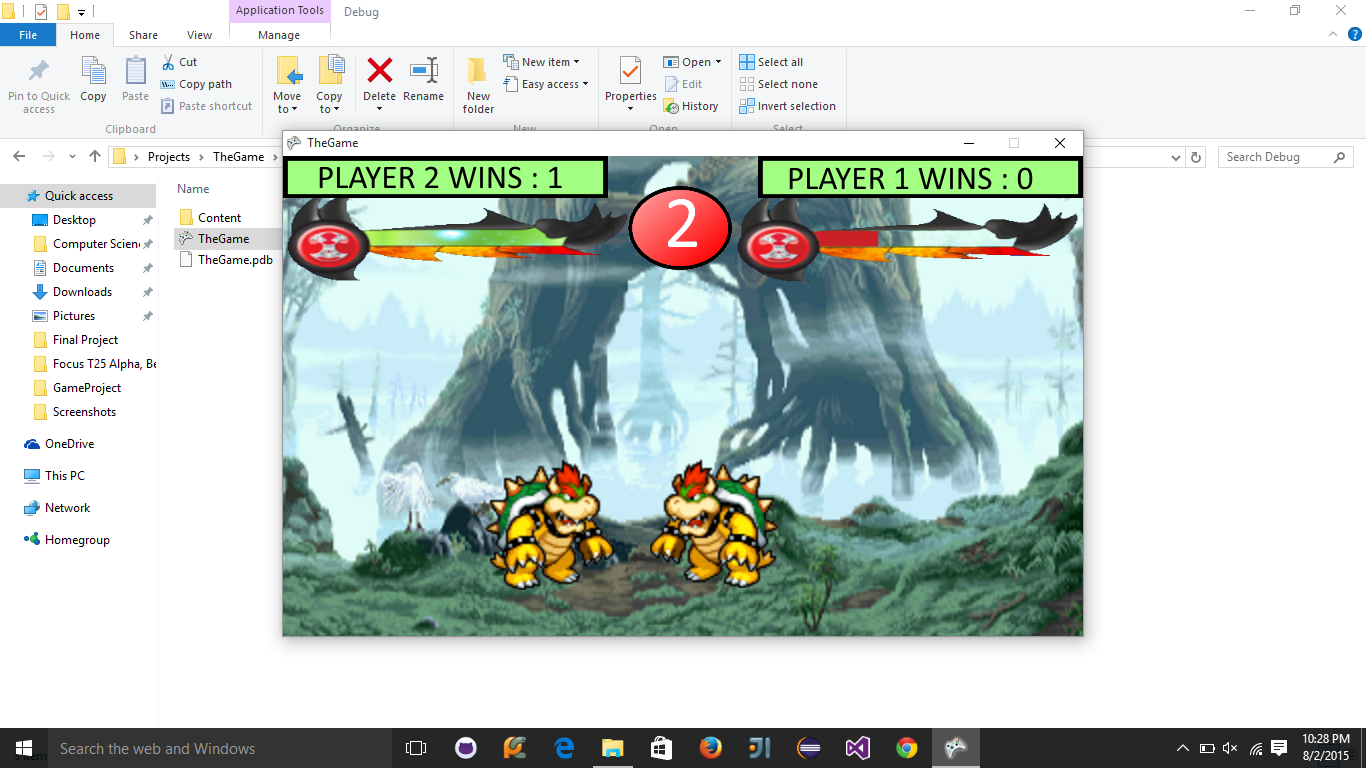 Application Tools
Debug
File
Home
Share
View
Manage
Pin to Quick access
Copy
Paste
Cut
Copy path
Paste shortcut
Clipboard
Move to
Copy to
Delete
Rename
Organize
New folder
New item
Easy access
New
Properties
Open
Edit
History
Open
Select all
Select none
Invert selection
Select
Projects
TheGame
Search Debug
TheGame
Quick access
Desktop
Computer Scien
Documents
Downloads
Pictures
Final Project
Focus T25 Alpha, Be
GameProject
Screenshots
OneDrive
This PC
Network
Homegroup
Name
Content
TheGame
TheGame.pdb
PLAYER 2 WINS : 1
2
PLAYER 1 WINS : 0
Search the web and Windows
10:28 PM
8/2/2015